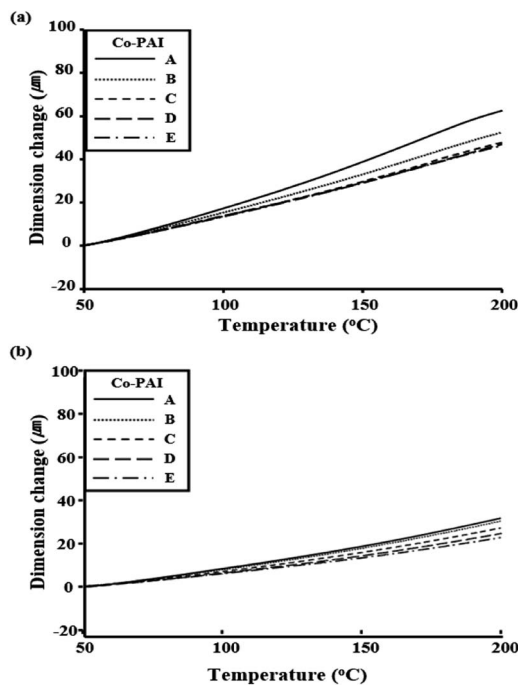 (a)
100
80
60
40
20
0
-20
Dimension change (㎛)
Co-PAI
A
B
C
D
E
50 100 150 200
Temperature (°C)
(b)
100
80
60
40
20
0
-20
Dimension change (㎛)
Co-PAI
A
B
C
D
E
50 100 150 200
Temperature (°C)